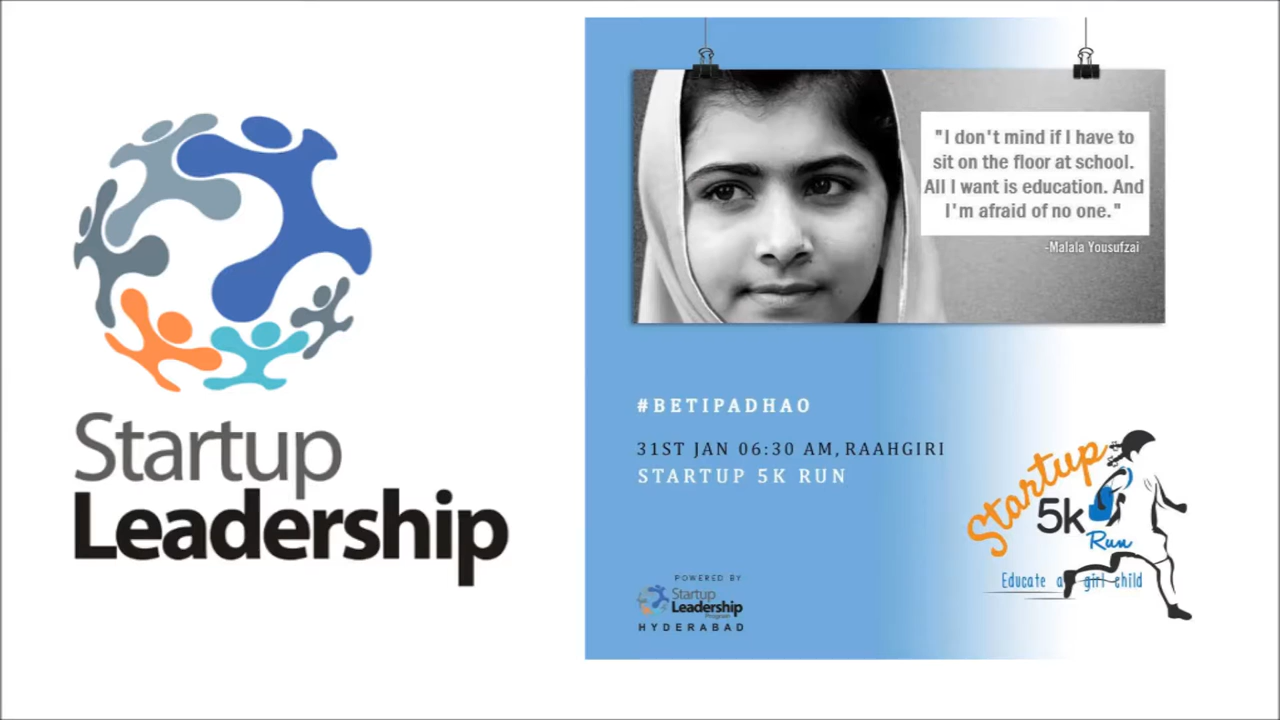 Startup
Leadership
"I don't mind if I have to
sit on the floor at school.
All I want is education. And
I'm afraid of no one."
-Malala Yousufzai
#BETIPADHAO
31ST JAN 06:30 AM, RAAHGIRI
STARTUP 5K RUN
Startup
5k
Run
Educate a girl child
POWERED BY
Startup
Leadership
Program
HYDERABAD